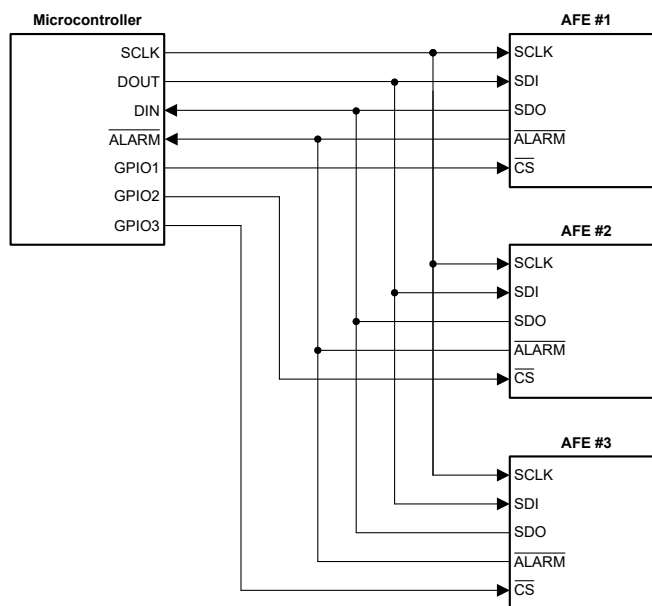 Microcontroller
SCLK
DOUT
DIN
ALARM
GPIO1
GPIO2
GPIO3
AFE #1
SCLK
SDI
SDO
ALARM
CS
AFE #2
SCLK
SDI
SDO
ALARM
CS
AFE #3
SCLK
SDI
SDO
ALARM
CS